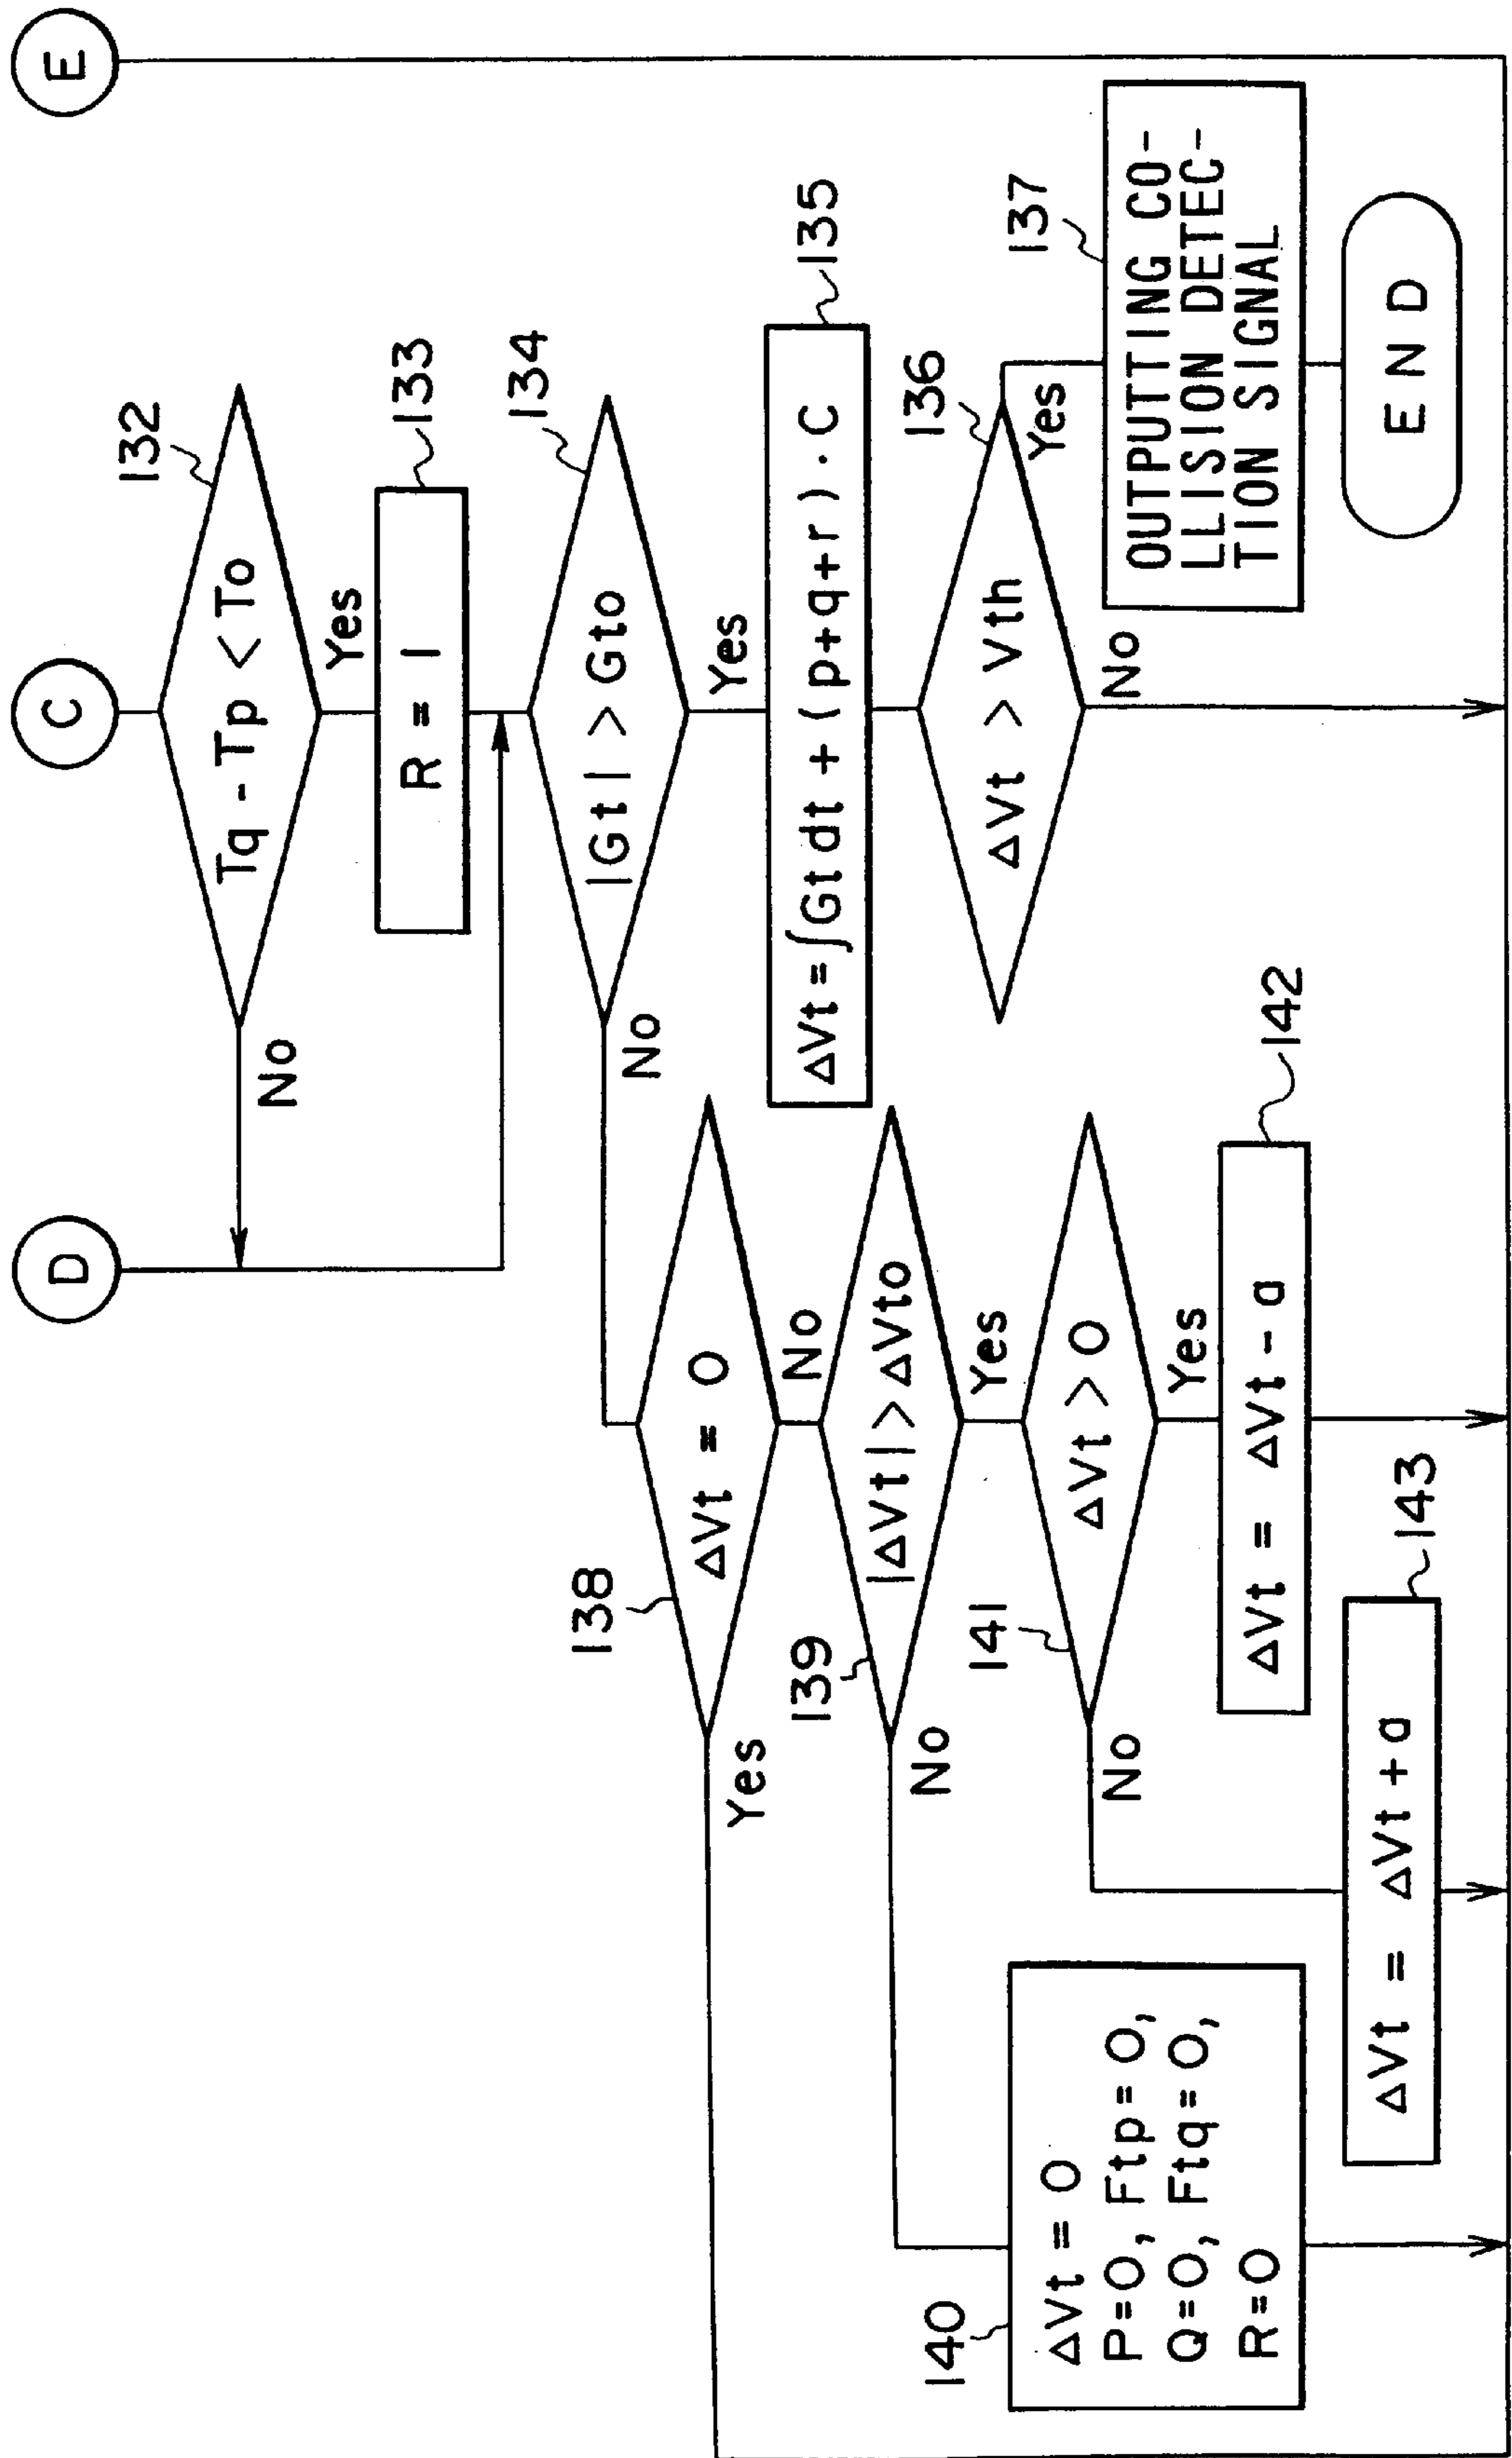 D
C
E
132
Tq - Tp < To
No
Yes
133
R = 1
134
|Gt| > Gto
No
Yes
135
ΔVt = ∫Gt dt + (p+q+r)・C
136
ΔVt > Vth
Yes
No
137
OUTPUTTING CO-
LLISION DETEC-
TION SIGNAL
END
138
ΔVt = 0
Yes
No
139
|ΔVt| > ΔVto
No
Yes
140
ΔVt = 0
P=0, Ftp=0,
Q=0, Ftq=0,
R=0
141
ΔVt > 0
No
Yes
142
ΔVt = ΔVt - a
143
ΔVt = ΔVt + a